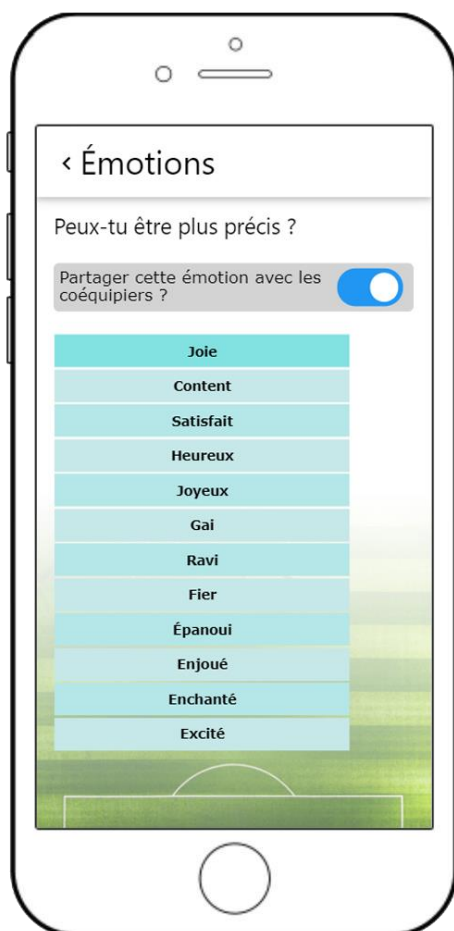 ‹ Émotions
Peux-tu être plus précis ?
Partager cette émotion avec les
coéquipiers ?
Joie
Content
Satisfait
Heureux
Joyeux
Gai
Ravi
Fier
Épanoui
Enjoué
Enchanté
Excité